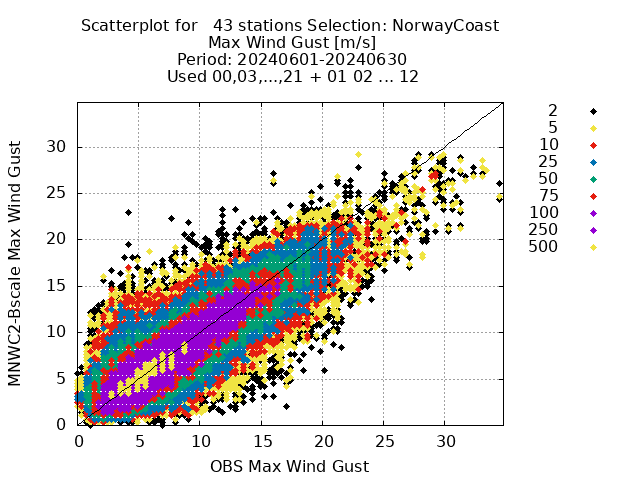 Scatterplot for   43 stations Selection: NorwayCoast
Max Wind Gust [m/s]
Period: 20240601-20240630
Used 00,03,...,21 + 01 02 ... 12
MNWC2-Bscale Max Wind Gust
30
25
20
15
10
5
0
0 5 10 15 20 25 30
OBS Max Wind Gust
2
5
10
25
50
75
100
250
500